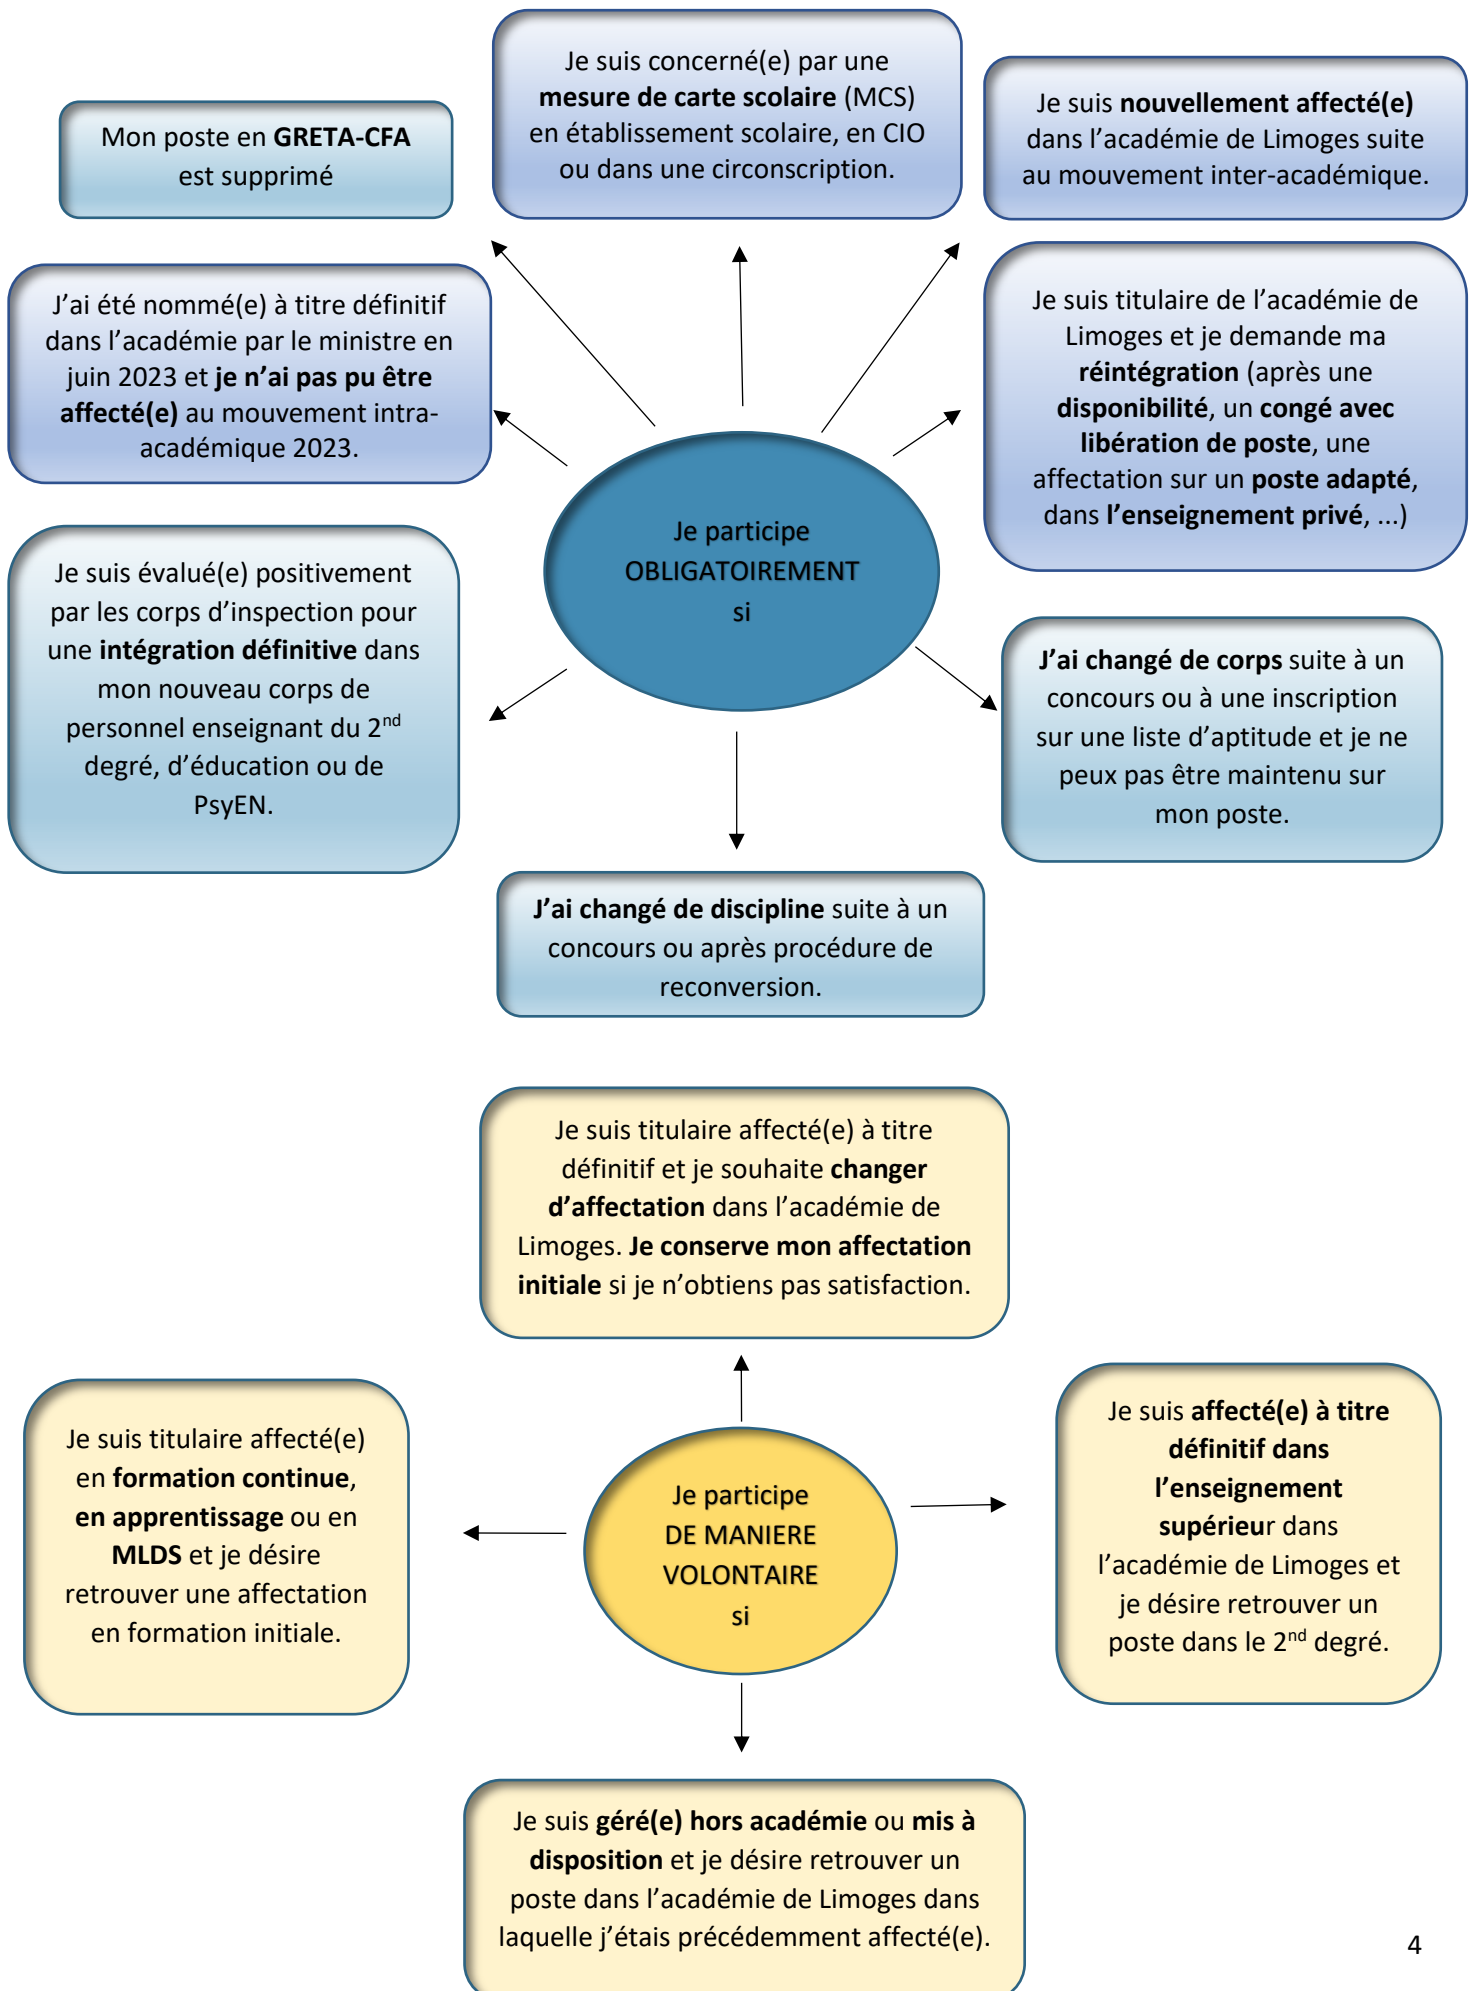 Je suis concerné(e) par une
mesure de carte scolaire (MCS)
en établissement scolaire, en CIO
ou dans une circonscription.
Je suis nouvellement affecté(e)
dans l’académie de Limoges suite
au mouvement inter-académique.
Mon poste en GRETA-CFA
est supprimé
J’ai été nommé(e) à titre définitif
dans l’académie par le ministre en
juin 2023 et je n’ai pas pu être
affecté(e) au mouvement intra-
académique 2023.
Je suis titulaire de l’académie de
Limoges et je demande ma
réintégration (après une
disponibilité, un congé avec
libération de poste, une
affectation sur un poste adapté,
dans l’enseignement privé, ...)
Je participe
OBLIGATOIREMENT
si
Je suis évalué(e) positivement
par les corps d’inspection pour
une intégration définitive dans
mon nouveau corps de
personnel enseignant du 2nd
degré, d’éducation ou de
PsyEN.
J’ai changé de corps suite à un
concours ou à une inscription
sur une liste d’aptitude et je ne
peux pas être maintenu sur
mon poste.
J’ai changé de discipline suite à un
concours ou après procédure de
reconversion.
Je suis titulaire affecté(e) à titre
définitif et je souhaite changer
d’affectation dans l’académie de
Limoges. Je conserve mon affectation
initiale si je n’obtiens pas satisfaction.
Je suis titulaire affecté(e)
en formation continue,
en apprentissage ou en
MLDS et je désire
retrouver une affectation
en formation initiale.
Je participe
DE MANIERE
VOLONTAIRE
si
Je suis affecté(e) à titre
définitif dans
l’enseignement
supérieur dans
l’académie de Limoges et
je désire retrouver un
poste dans le 2nd degré.
Je suis géré(e) hors académie ou mis à
disposition et je désire retrouver un
poste dans l’académie de Limoges dans
laquelle j’étais précédemment affecté(e).
4